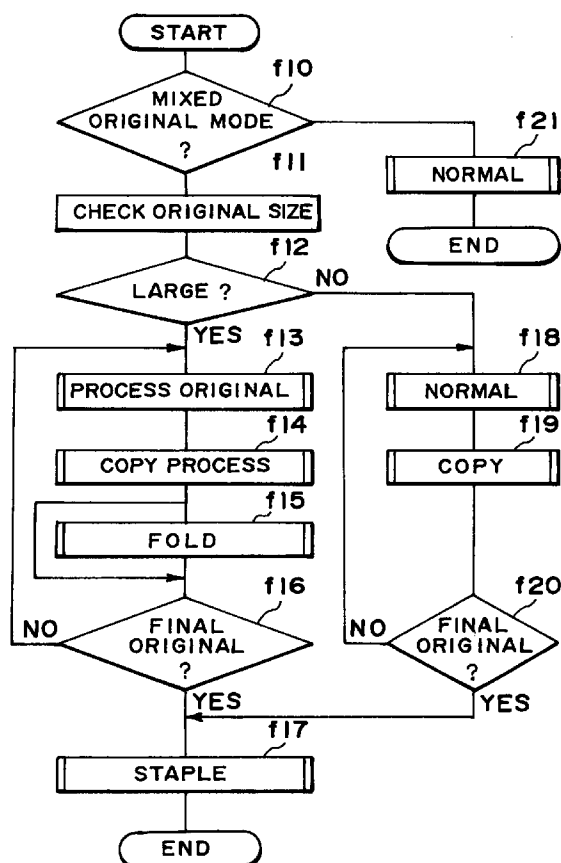 START
f10
MIXED
ORIGINAL MODE
?
f11
CHECK ORIGINAL SIZE
f21
NORMAL
END
f12
LARGE ?
NO
YES
f13
PROCESS ORIGINAL
f14
COPY PROCESS
f15
FOLD
f16
FINAL
ORIGINAL
?
NO
YES
f18
NORMAL
f19
COPY
f20
FINAL
ORIGINAL
?
NO
YES
f17
STAPLE
END